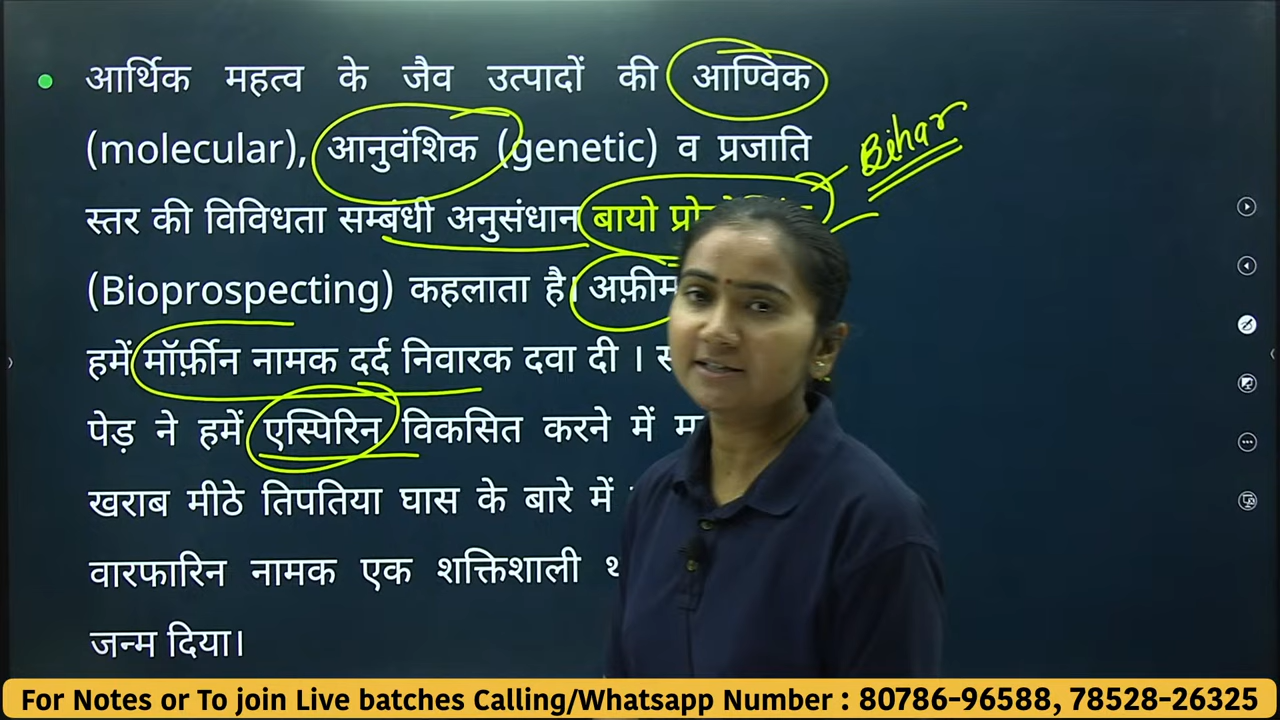 आर्थिक महत्व के जैव उत्पादों की आण्विक
(molecular), आनुवंशिक (genetic) व प्रजाति
Bihar
स्तर की विविधता सम्बंधी अनुसंधान बायो
(Bioprospecting) कहलाता है। अफ़ीम
हमें मॉर्फ़ीन नामक दर्द निवारक दवा दी ।
पेड़ ने हमें एस्पिरिन विकसित करने में
खराब मीठे तिपतिया घास के बारे में
वारफारिन नामक एक शक्तिशाली
जन्म दिया।
For Notes or To join Live batches Calling/Whatsapp Number : 80786-96588, 78528-26325